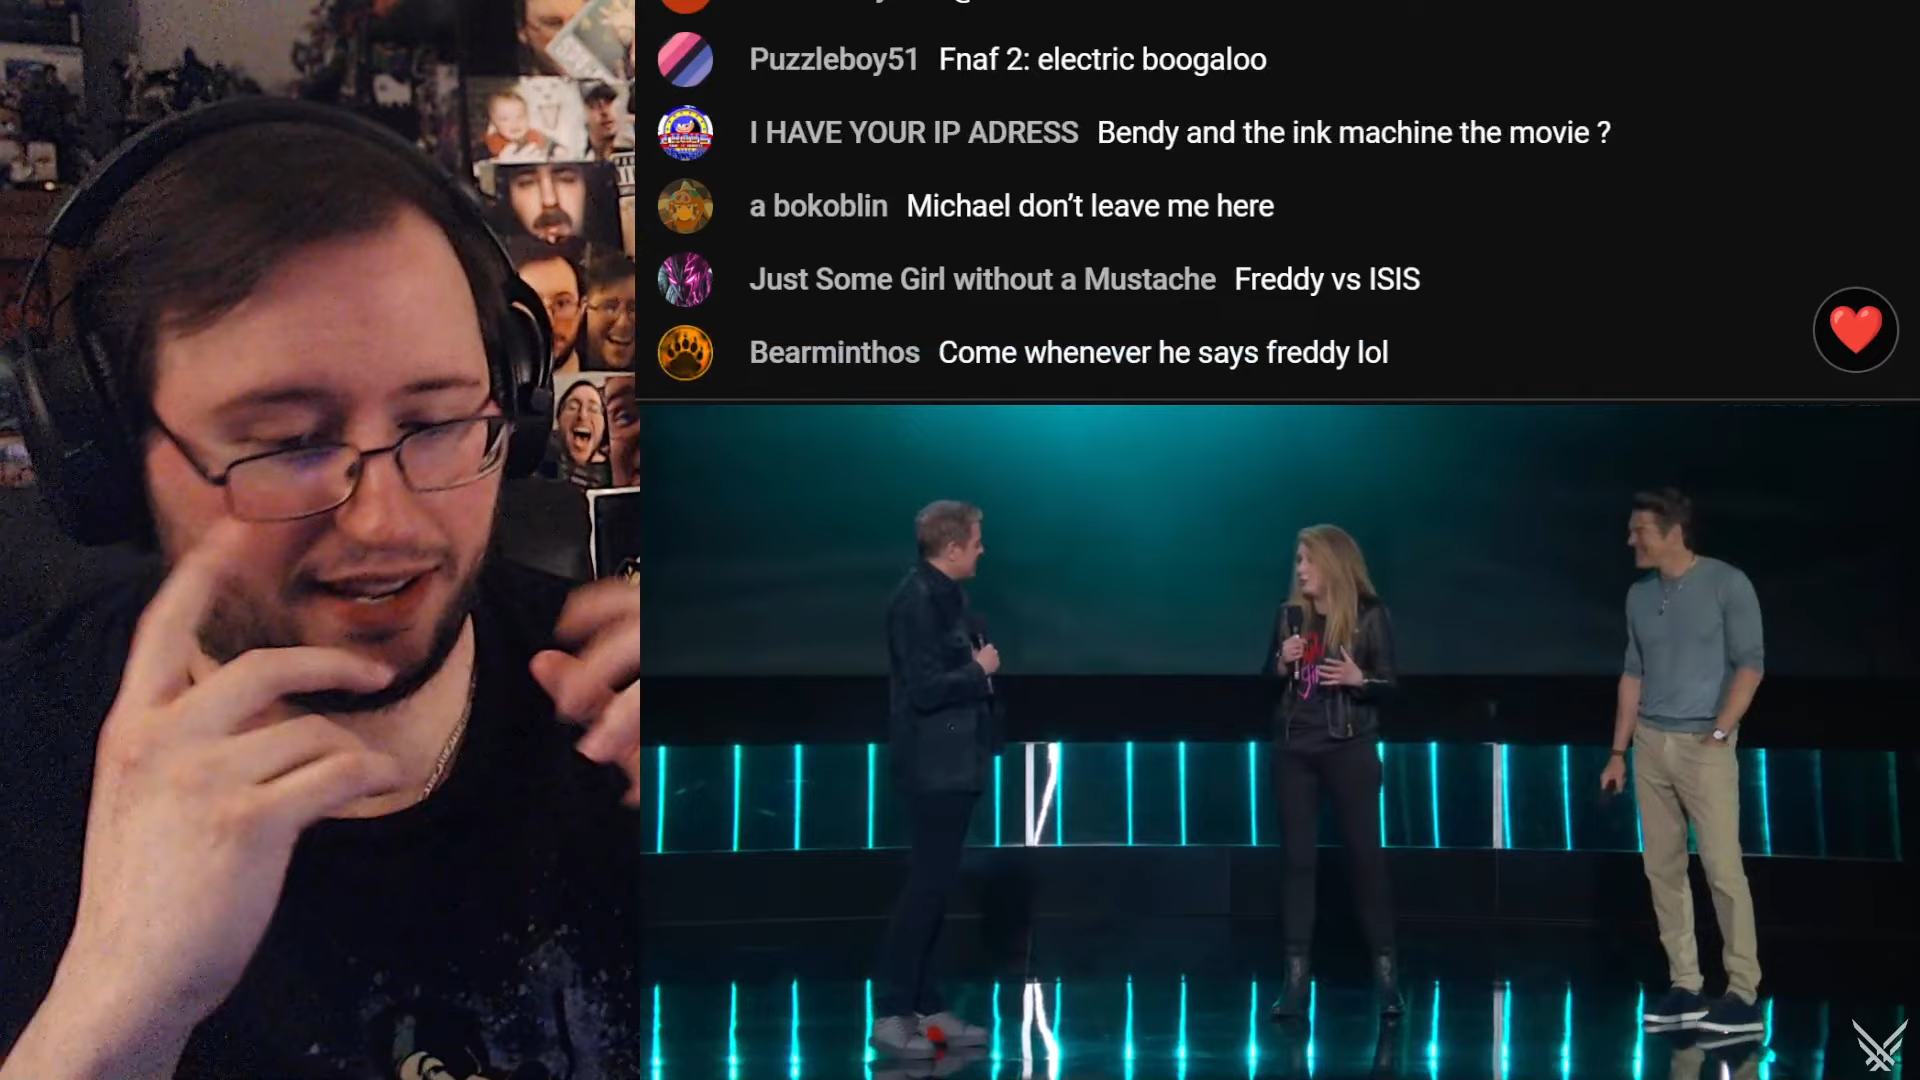 Puzzleboy51 Fnaf 2: electric boogaloo
I HAVE YOUR IP ADRESS Bendy and the ink machine the movie ?
a bokoblin Michael don’t leave me here
Just Some Girl without a Mustache Freddy vs ISIS
Bearminthos Come whenever he says freddy lol